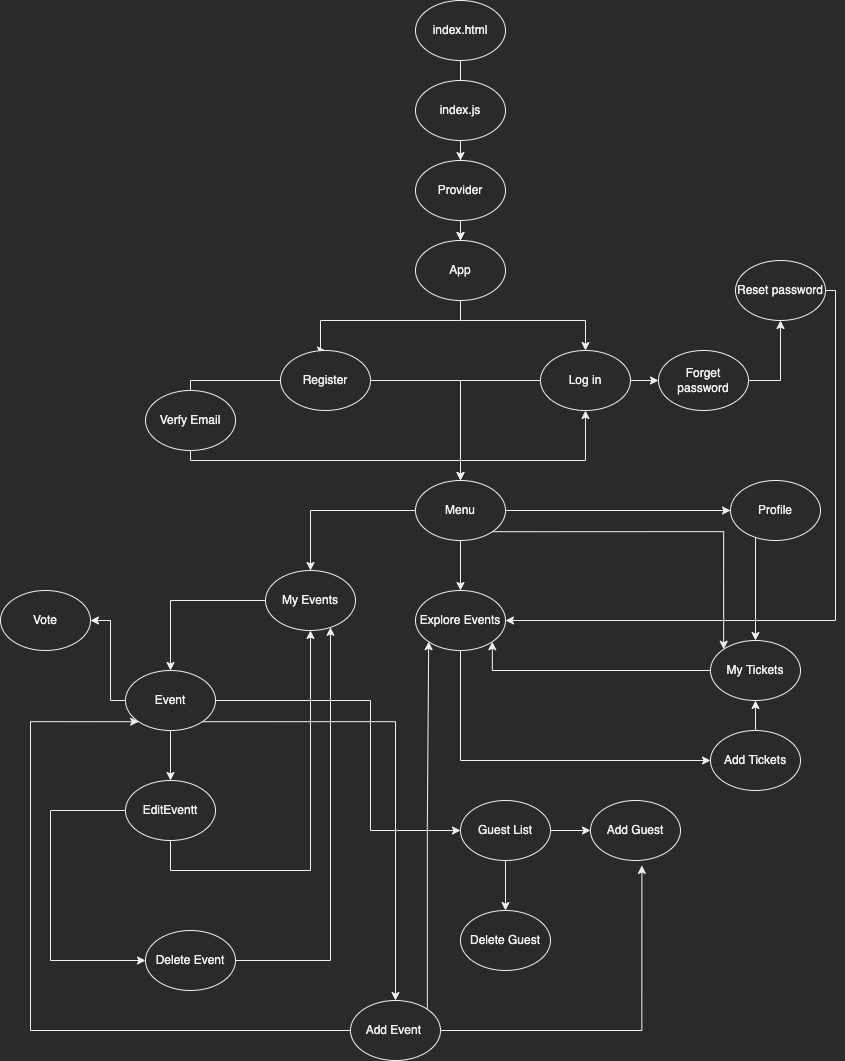 index.html
index.js
Provider
App
Reset password
Register
Log in
Forget
password
Verfy Email
Menu
Profile
My Events
Vote
Explore Events
My Tickets
Event
Add Tickets
EditEventt
Guest List
Add Guest
Delete Guest
Delete Event
Add Event